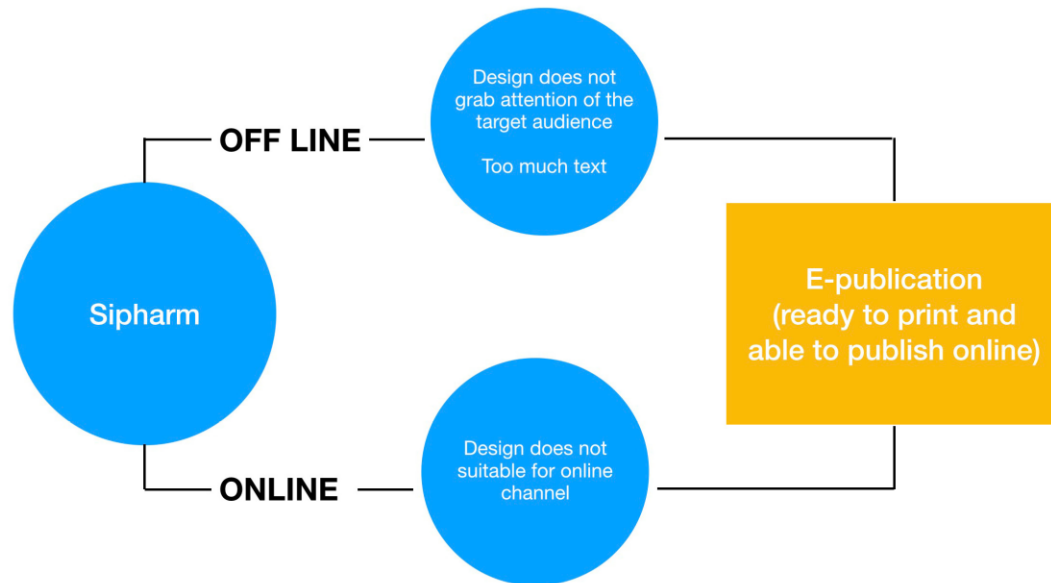 Design does not
grab attention of the
target audience
Too much text
OFF LINE
Sipharm
E-publication
(ready to print and
able to publish online)
Design does not
suitable for online
channel
ONLINE